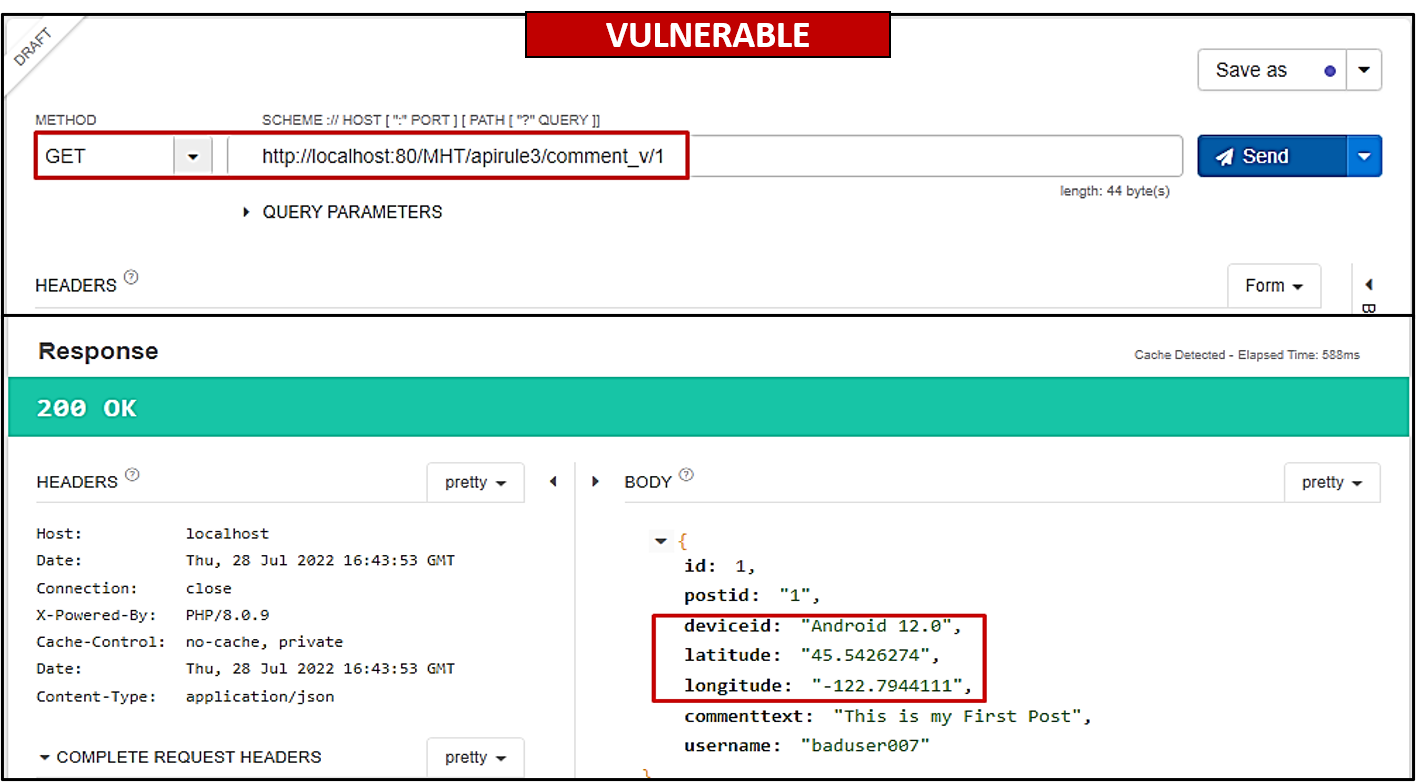 VULNERABLE
DRAFT
Save as
METHOD
SCHEME :// HOST [ ":" PORT ] [ PATH [ "?" QUERY ]]
GET
http://localhost:80/MHT/apirule3/comment_v/1
Send
length: 44 byte(s)
QUERY PARAMETERS
HEADERS ?
Form
B
Response
Cache Detected - Elapsed Time: 588ms
200 OK
HEADERS ?
pretty
BODY ?
pretty
Host: localhost
Date: Thu, 28 Jul 2022 16:43:53 GMT
Connection: close
X-Powered-By: PHP/8.0.9
Cache-Control: no-cache, private
Date: Thu, 28 Jul 2022 16:43:53 GMT
Content-Type: application/json
COMPLETE REQUEST HEADERS
pretty
{
id: 1,
postid: "1",
deviceid: "Android 12.0",
latitude: "45.5426274",
longitude: "-122.7944111",
commenttext: "This is my First Post",
username: "baduser007"
}